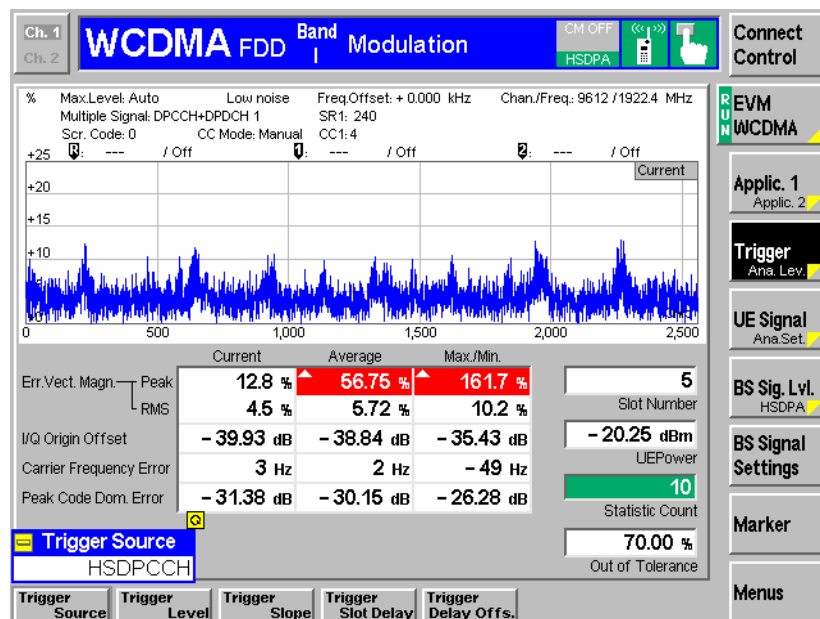 Ch. 1
Ch. 2
WCDMA FDD Band I Modulation
CM OFF
HSDPA
Connect Control
% Max.Level: Auto Low noise Freq.Offset: + 0.000 kHz Chan./Freq.: 9612 /1922.4 MHz
Multiple Signal: DPCCH+DPDCH 1 SR1: 240
Scr. Code: 0 CC Mode: Manual CC1: 4
--- / Off 1: --- / Off 2: --- / Off
Current
+25
+20
+15
+10
0 500 1,000 1,500 2,000 2,500
Current Average Max./Min.
Err.Vect. Magn. Peak 12.8 % 56.75 % 161.7 %
RMS 4.5 % 5.72 % 10.2 %
I/Q Origin Offset – 39.93 dB – 38.84 dB – 35.43 dB
Carrier Frequency Error 3 Hz 2 Hz – 49 Hz
Peak Code Dom. Error – 31.38 dB – 30.15 dB – 26.28 dB
5
Slot Number
– 20.25 dBm
UEPower
10
Statistic Count
70.00 %
Out of Tolerance
Trigger Source
HSDPCCH
Trigger Source
Trigger Level
Trigger Slope
Trigger Slot Delay
Trigger Delay Offs.
RUN
EVM WCDMA
Applic. 1
Applic. 2
Trigger
Ana. Lev.
UE Signal
Ana.Set.
BS Sig. Lvl.
HSDPA
BS Signal Settings
Marker
Menus